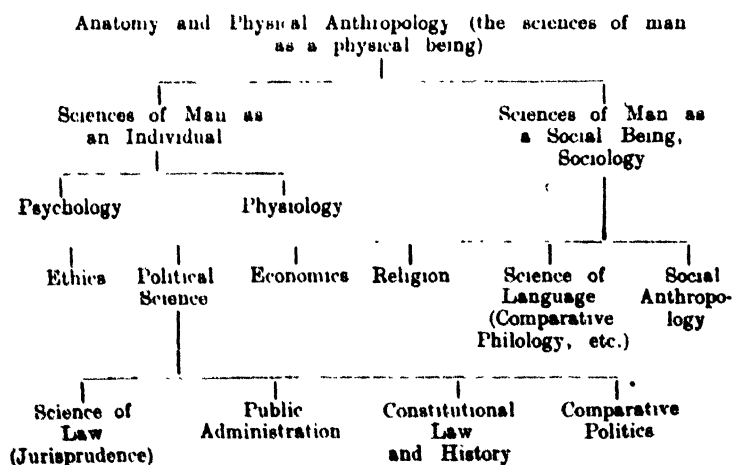 Anatomy and Physical Anthropology (the sciences of man
as a physical being)
Sciences of Man as
an Individual
Sciences of Man as
a Social Being,
Sociology
Psychology Physiology
Ethics Political
Science Economics Religion Science of
Language
(Comparative
Philology, etc.) Social
Anthropo-
logy
Science of
Law
(Jurisprudence) Public
Administration Constitutional
Law
and History Comparative
Politics